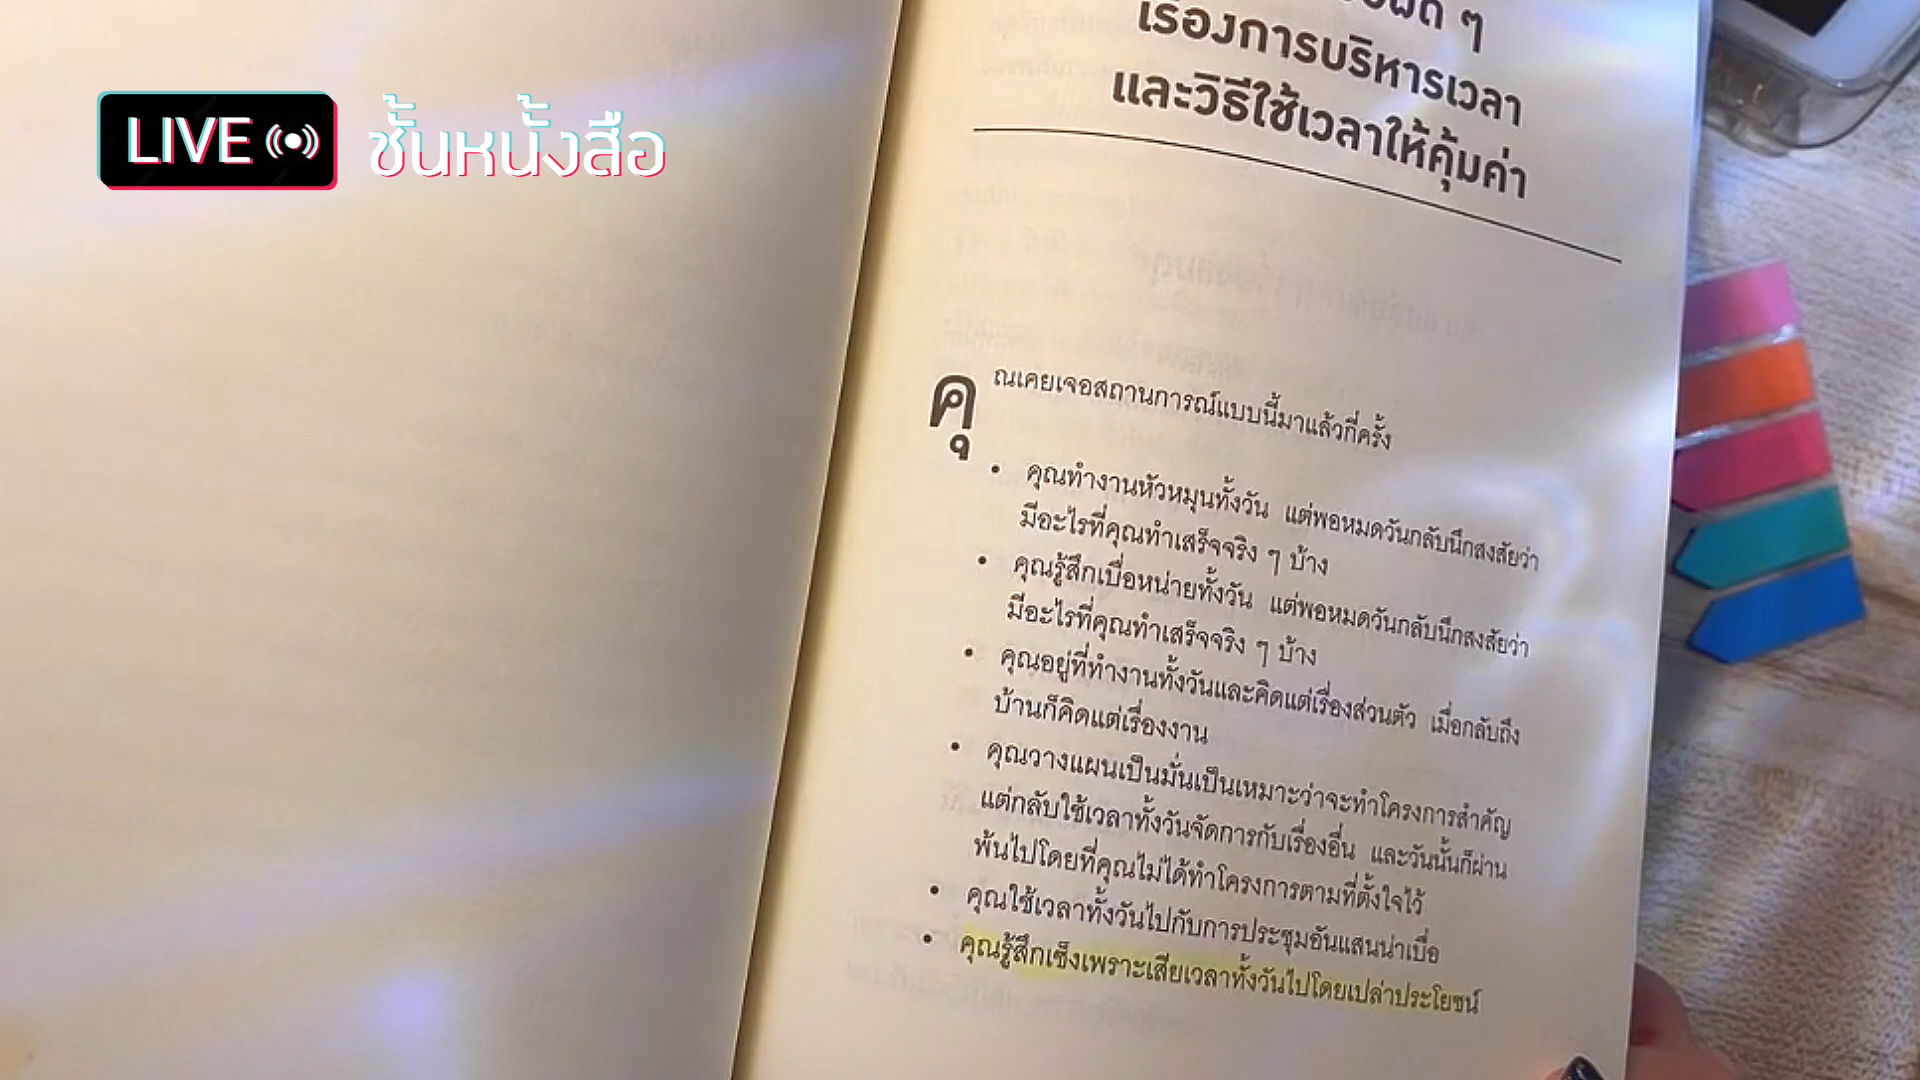 LIVE
ชั้นหนั้งสือ
ผิด ๆ
เรื่องการบริหารเวลา
และวิธีใช้เวลาให้คุ้มค่า
คุณเคยเจอสถานการณ์แบบนี้มาแล้วกี่ครั้ง
• คุณทำงานหัวหมุนทั้งวัน แต่พอหมดวันกลับนึกสงสัยว่า
มีอะไรที่คุณทำเสร็จจริง ๆ บ้าง
• คุณรู้สึกเบื่อหน่ายทั้งวัน แต่พอหมดวันกลับนึกสงสัยว่า
มีอะไรที่คุณทำเสร็จจริง ๆ บ้าง
• คุณอยู่ที่ทำงานทั้งวันและคิดแต่เรื่องส่วนตัว เมื่อกลับถึง
บ้านก็คิดแต่เรื่องงาน
• คุณวางแผนเป็นมั่นเป็นเหมาะว่าจะทำโครงการสำคัญ
แต่กลับใช้เวลาทั้งวันจัดการกับเรื่องอื่น และวันนั้นก็ผ่าน
พ้นไปโดยที่คุณไม่ได้ทำโครงการตามที่ตั้งใจไว้
• คุณใช้เวลาทั้งวันไปกับการประชุมอันแสนน่าเบื่อ
• คุณรู้สึกเซ็งเพราะเสียเวลาทั้งวันไปโดยเปล่าประโยชน์